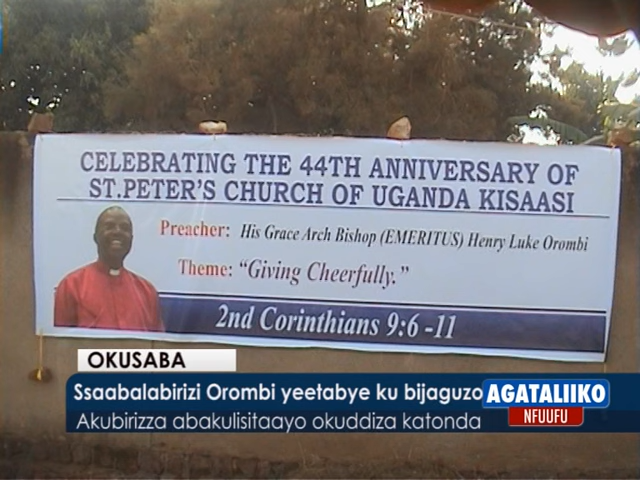 CELEBRATING THE 44TH ANNIVERSARY OF
ST.PETER'S CHURCH OF UGANDA KISAASI
Preacher: His Grace Arch Bishop (EMERITUS) Henry Luke Orombi
Theme: "Giving Cheerfully."
2nd Corinthians 9:6 -11
OKUSABA
Ssaabalabirizi Orombi yeetabye ku bijaguzo
Akubirizza abakulisitaayo okuddiza katonda
AGATALIIKO
NFUUFU